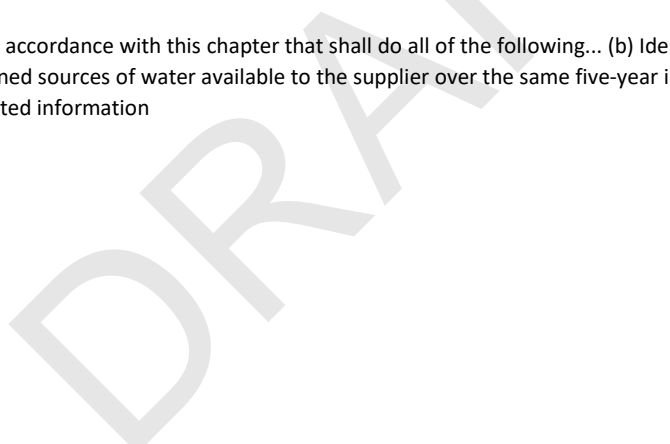 accordance with this chapter that shall do all of the following... (b) Ide
ned sources of water available to the supplier over the same five-year i
ted information
DRA